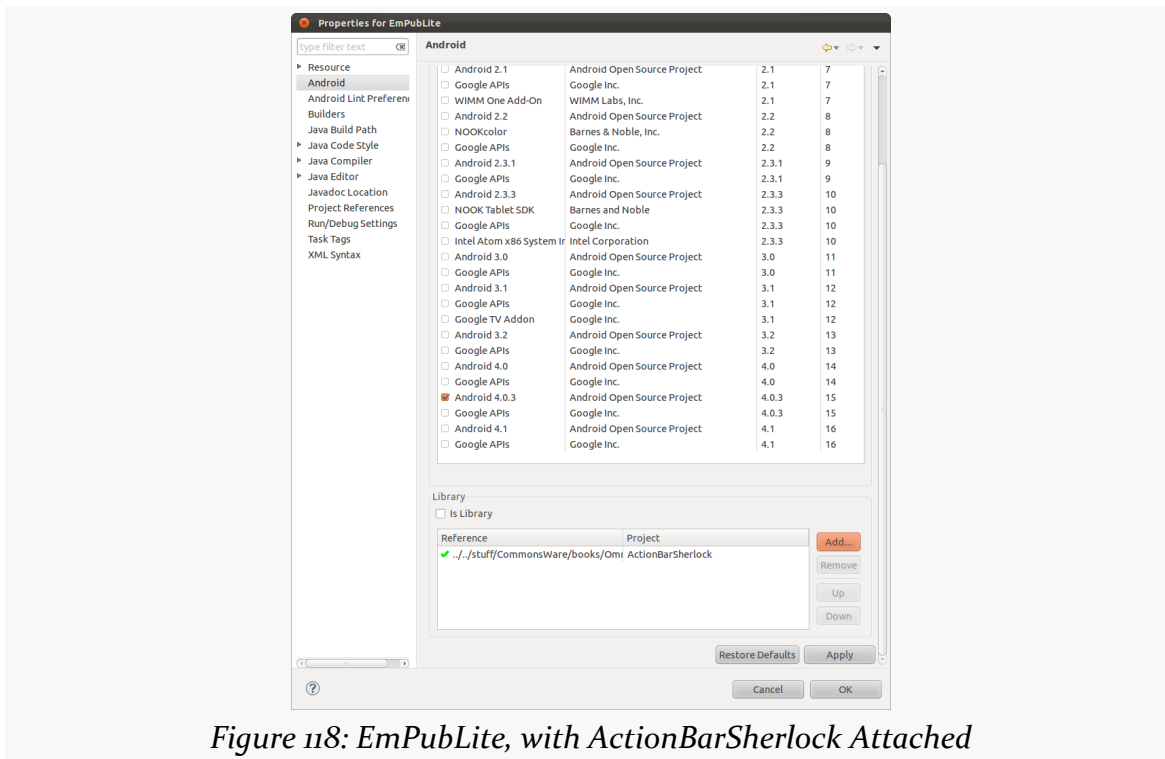 Properties for EmPubLite
type filter text
Android
Resource
Android
Android Lint Preferen
Builders
Java Build Path
Java Code Style
Java Compiler
Java Editor
Javadoc Location
Project References
Run/Debug Settings
Task Tags
XML Syntax
Android 2.1 Android Open Source Project 2.1 7
Google APIs Google Inc. 2.1 7
WIMM One Add-On WIMM Labs, Inc. 2.1 7
Android 2.2 Android Open Source Project 2.2 8
NOOKcolor Barnes & Noble, Inc. 2.2 8
Google APIs Google Inc. 2.2 8
Android 2.3.1 Android Open Source Project 2.3.1 9
Google APIs Google Inc. 2.3.1 9
Android 2.3.3 Android Open Source Project 2.3.3 10
NOOK Tablet SDK Barnes and Noble 2.3.3 10
Google APIs Google Inc. 2.3.3 10
Intel Atom x86 System Ir Intel Corporation 2.3.3 10
Android 3.0 Android Open Source Project 3.0 11
Google APIs Google Inc. 3.0 11
Android 3.1 Android Open Source Project 3.1 12
Google APIs Google Inc. 3.1 12
Google TV Addon Google Inc. 3.1 12
Android 3.2 Android Open Source Project 3.2 13
Google APIs Google Inc. 3.2 13
Android 4.0 Android Open Source Project 4.0 14
Google APIs Google Inc. 4.0 14
Android 4.0.3 Android Open Source Project 4.0.3 15
Google APIs Google Inc. 4.0.3 15
Android 4.1 Android Open Source Project 4.1 16
Google APIs Google Inc. 4.1 16
Library
Is Library
Reference Project
../../stuff/CommonsWare/books/Omi ActionBarSherlock
Add...
Remove
Up
Down
Restore Defaults Apply
Cancel OK
Figure 118: EmPubLite, with ActionBarSherlock Attached